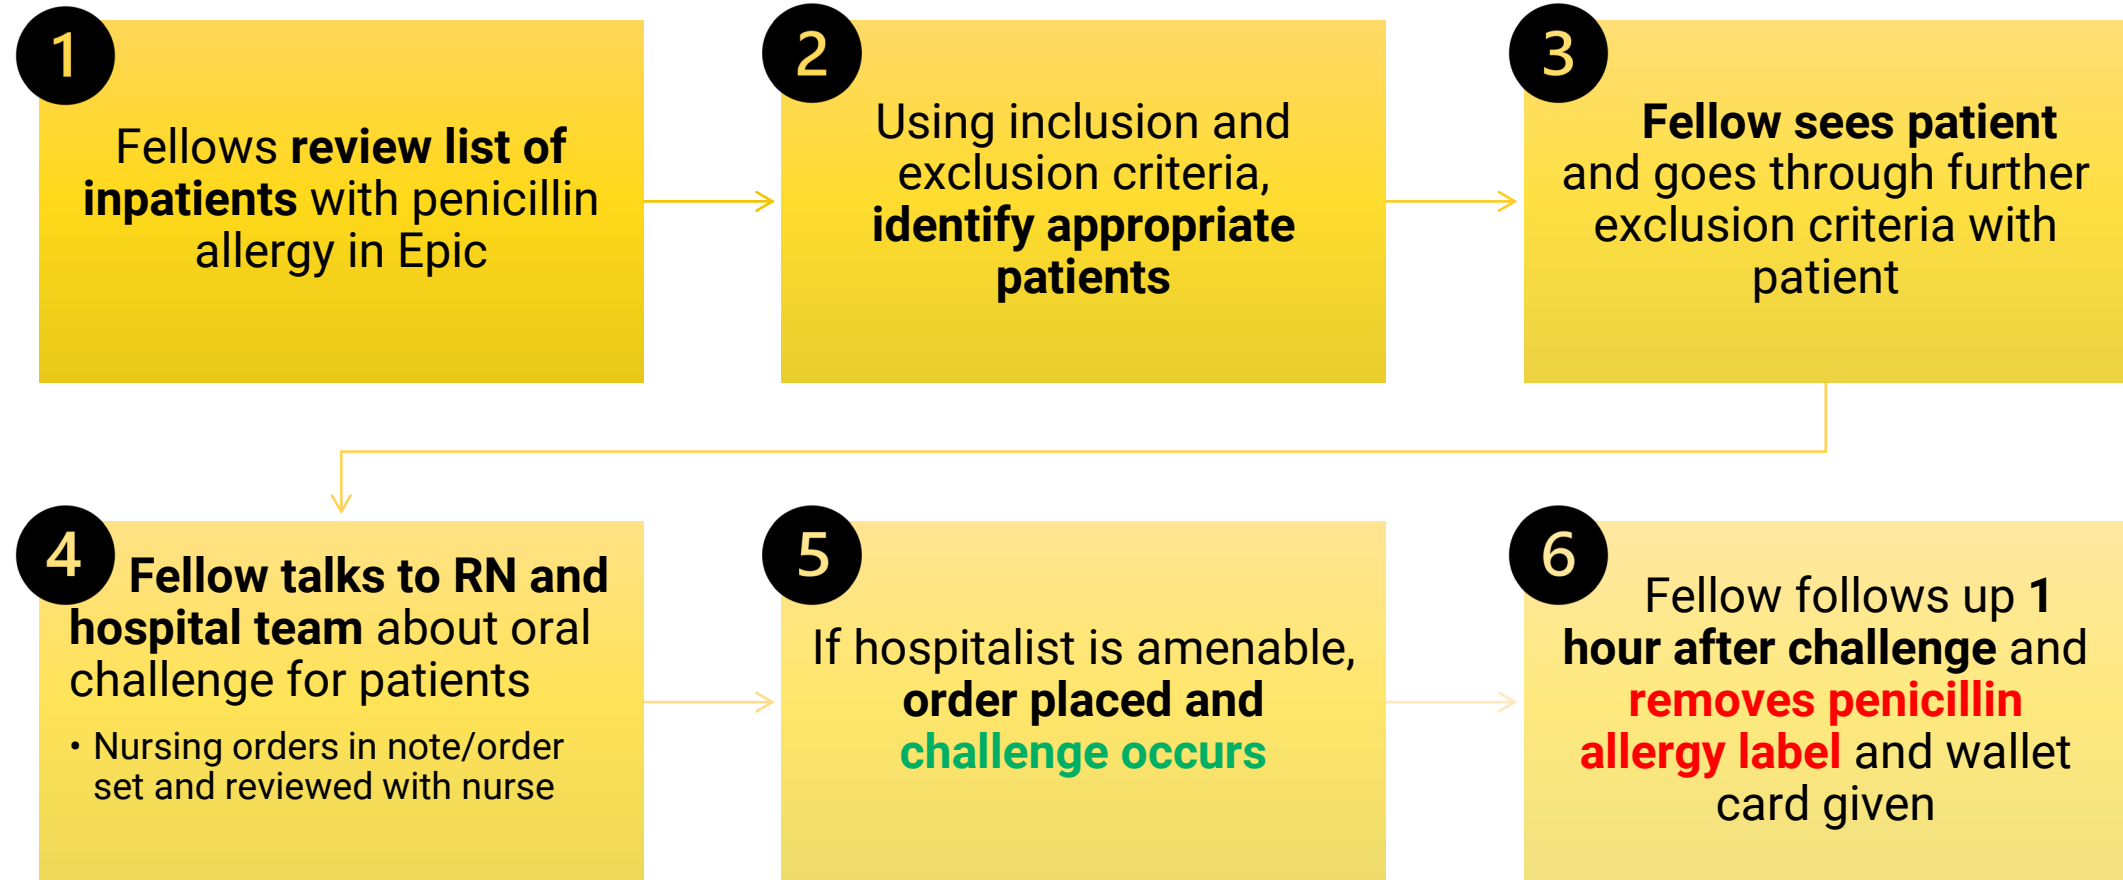 1
Fellows review list of
inpatients with penicillin
allergy in Epic
2
Using inclusion and
exclusion criteria,
identify appropriate
patients
3
Fellow sees patient
and goes through further
exclusion criteria with
patient
4
Fellow talks to RN and
hospital team about oral
challenge for patients
• Nursing orders in note/order
set and reviewed with nurse
5
If hospitalist is amenable,
order placed and
challenge occurs
6
Fellow follows up 1
hour after challenge and
removes penicillin
allergy label and wallet
card given